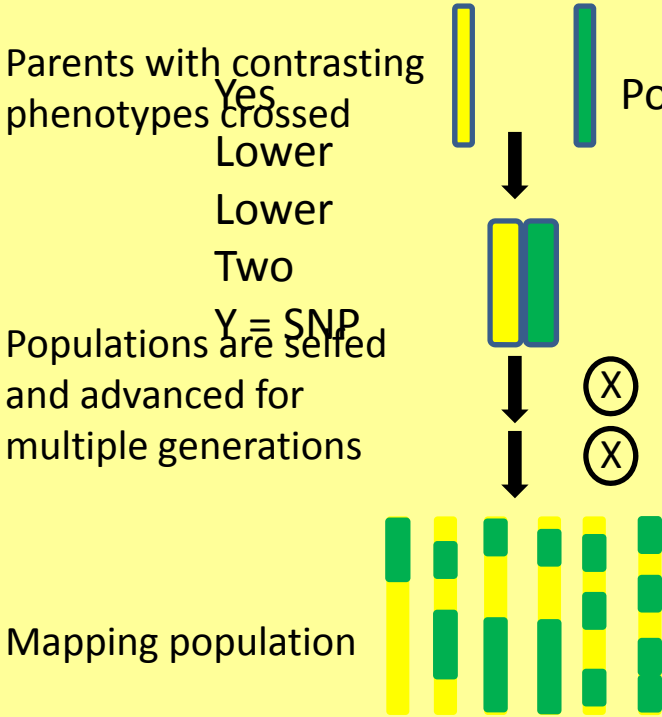 Parents with contrasting
phenotypes crossed
Yes
Lower
Lower
Two
Y = SNP
Po
Populations are selfed
and advanced for
multiple generations
X
X
Mapping population